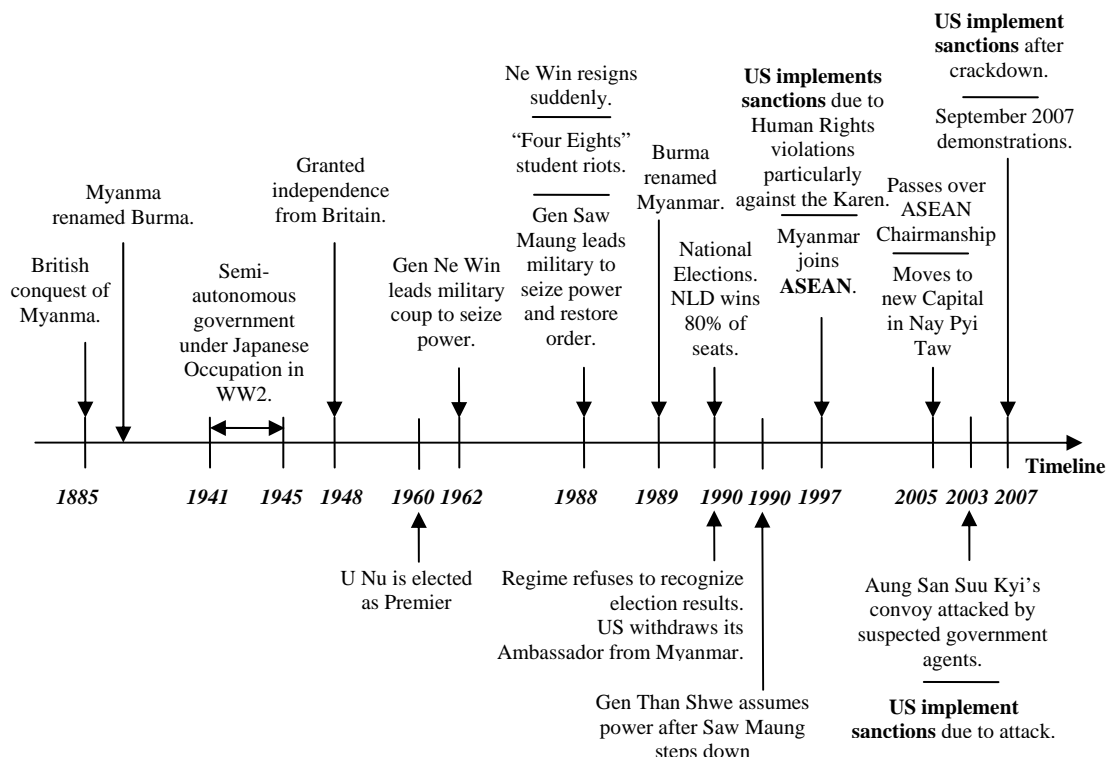 US implement
sanctions after
crackdown.
September 2007
demonstrations.
Ne Win resigns
suddenly.
“Four Eights”
student riots.
Gen Saw
Maung leads
military to
seize power
and restore
order.
US implements
sanctions due to
Human Rights
violations
particularly
against the Karen.
Myanmar
joins
ASEAN.
Burma
renamed
Myanmar.
National
Elections.
NLD wins
80% of
seats.
Passes over
ASEAN
Chairmanship
Moves to
new Capital
in Nay Pyi
Taw
Granted
independence
from Britain.
Myanma
renamed Burma.
British
conquest of
Myanma.
Semi-
autonomous
government
under Japanese
Occupation in
WW2.
Gen Ne Win
leads military
coup to seize
power.
Timeline
1885 1941 1945 1948 1960 1962 1988 1989 1990 1990 1997 2005 2003 2007
U Nu is elected
as Premier
Regime refuses to recognize
election results.
US withdraws its
Ambassador from Myanmar.
Gen Than Shwe assumes
power after Saw Maung
steps down
Aung San Suu Kyi’s
convoy attacked by
suspected government
agents.
US implement
sanctions due to attack.